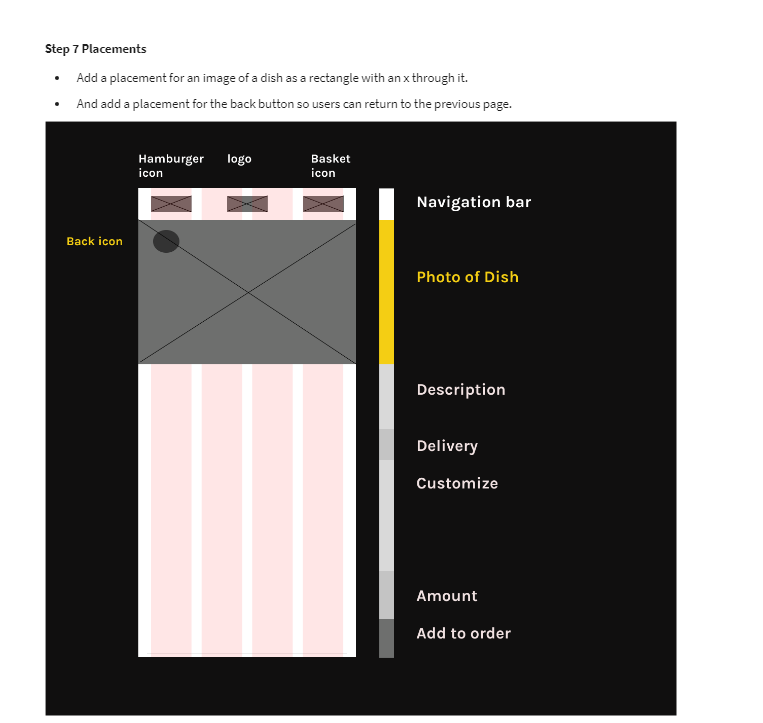 Step 7 Placements
• Add a placement for an image of a dish as a rectangle with an x through it.
• And add a placement for the back button so users can return to the previous page.
Hamburger icon
logo
Basket icon
Navigation bar
Back icon
Photo of Dish
Description
Delivery
Customize
Amount
Add to order